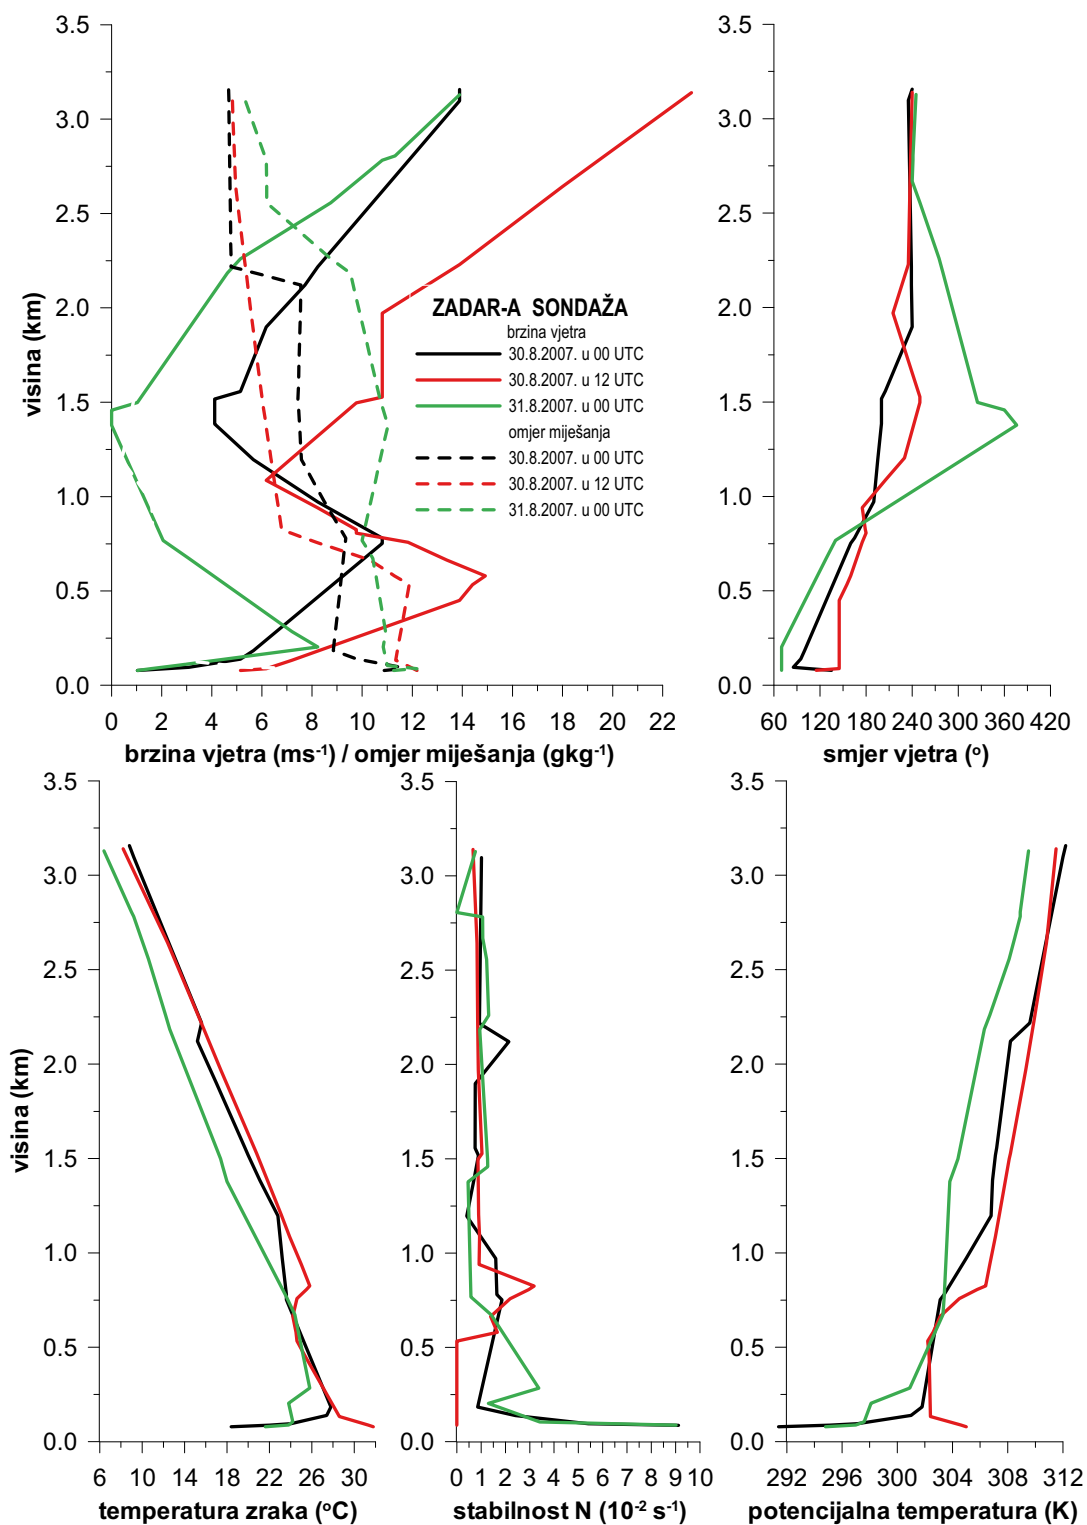 3.5
3.0
2.5
2.0
1.5
1.0
0.5
0.0
visina (km)
0 2 4 6 8 10 12 14 16 18 20 22
brzina vjetra (ms⁻¹) / omjer miješanja (gkg⁻¹)
ZADAR-A SONDAŽA
brzina vjetra
30.8.2007. u 00 UTC
30.8.2007. u 12 UTC
31.8.2007. u 00 UTC
omjer miješanja
30.8.2007. u 00 UTC
30.8.2007. u 12 UTC
31.8.2007. u 00 UTC
3.5
3.0
2.5
2.0
1.5
1.0
0.5
0.0
60 120 180 240 300 360 420
smjer vjetra (º)
3.5
3.0
2.5
2.0
1.5
1.0
0.5
0.0
visina (km)
6 10 14 18 22 26 30
temperatura zraka (ºC)
3.5
3.0
2.5
2.0
1.5
1.0
0.5
0.0
0 1 2 3 4 5 6 7 8 9 10
stabilnost N (10⁻² s⁻¹)
3.5
3.0
2.5
2.0
1.5
1.0
0.5
0.0
292 296 300 304 308 312
potencijalna temperatura (K)